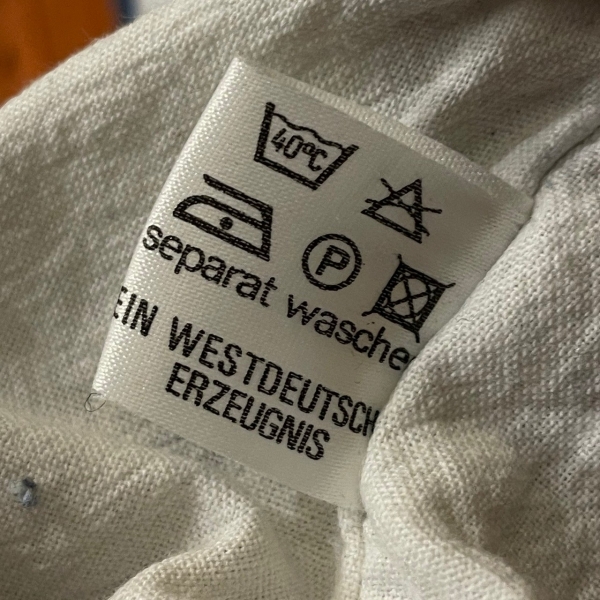 40°C
P
separat wasche
EIN WESTDEUTSCH
ERZEUGNIS